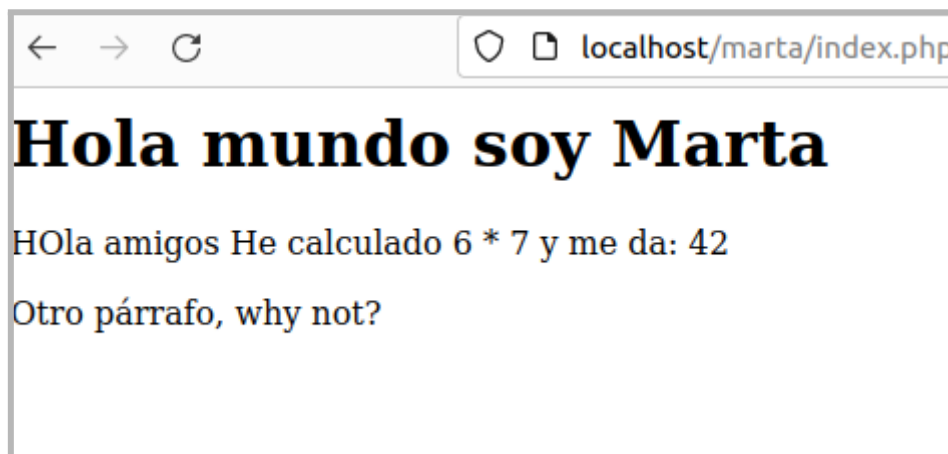 localhost/marta/index.php
Hola mundo soy Marta
HOla amigos He calculado 6 * 7 y me da: 42
Otro párrafo, why not?